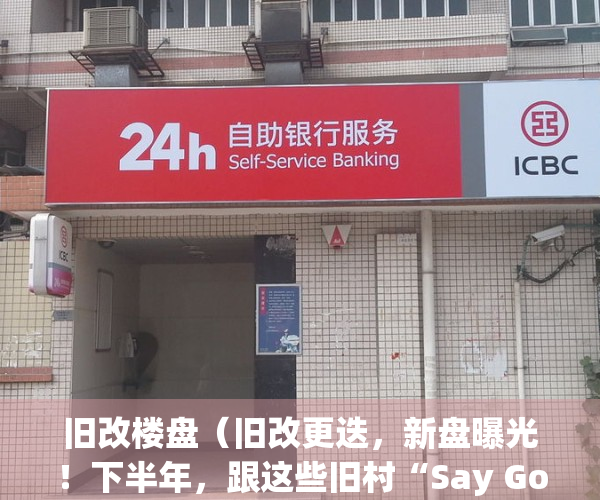 24h 自助银行服务
Self-Service Banking
ICBC
ICBC
旧改楼盘（旧改更迭，新盘曝光
！下半年，跟这些旧村“Say Go